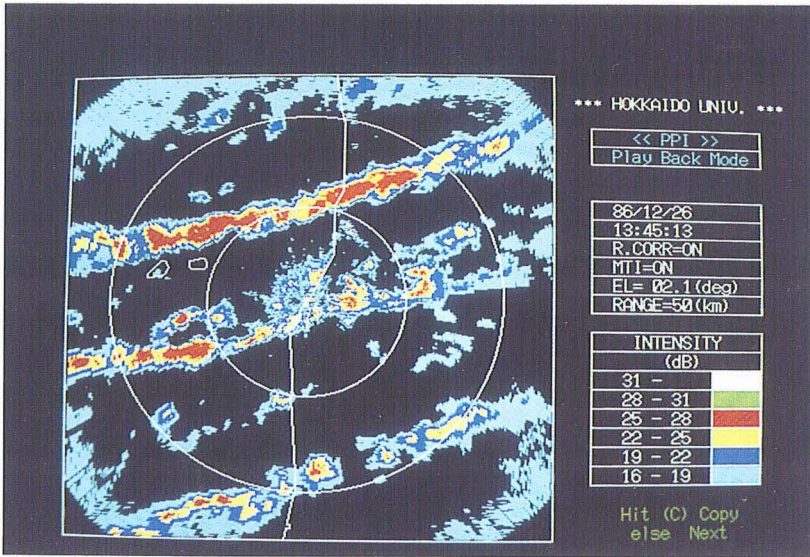 *** HOKKAIDO UNIV. ***
<< PPI >>
Play Back Mode
86/12/26
13:45:13
R.CORR=ON
MTI=ON
EL= 02.1(deg)
RANGE=50(km)
INTENSITY
(dB)
31 -
28 - 31
25 - 28
22 - 25
19 - 22
16 - 19
Hit (C) Copy
else Next